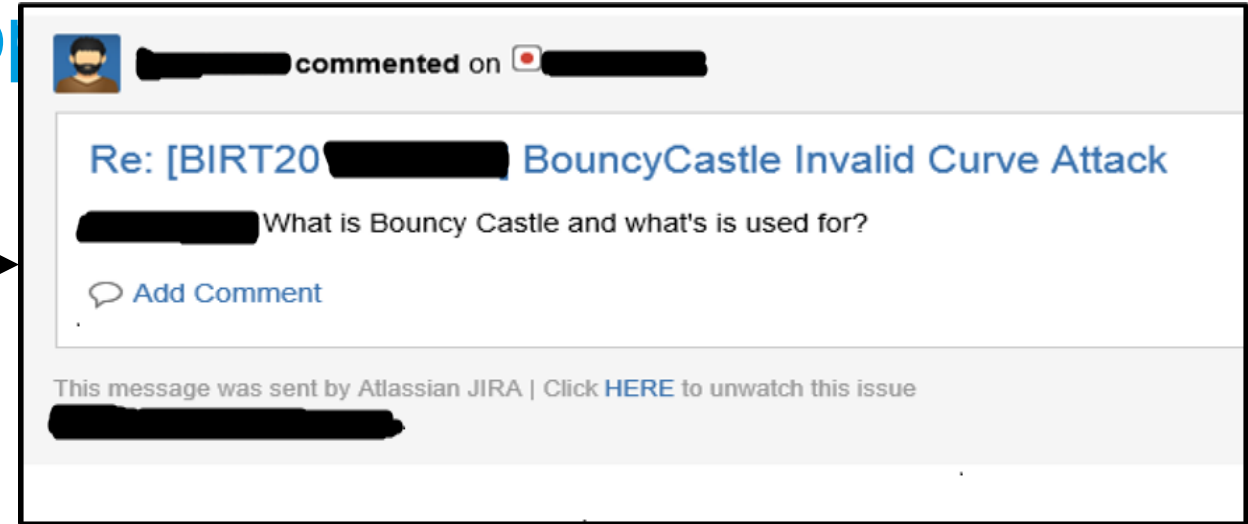 commented on
Re: [BIRT20 BouncyCastle Invalid Curve Attack
What is Bouncy Castle and what's is used for?
Add Comment
This message was sent by Atlassian JIRA | Click HERE to unwatch this issue